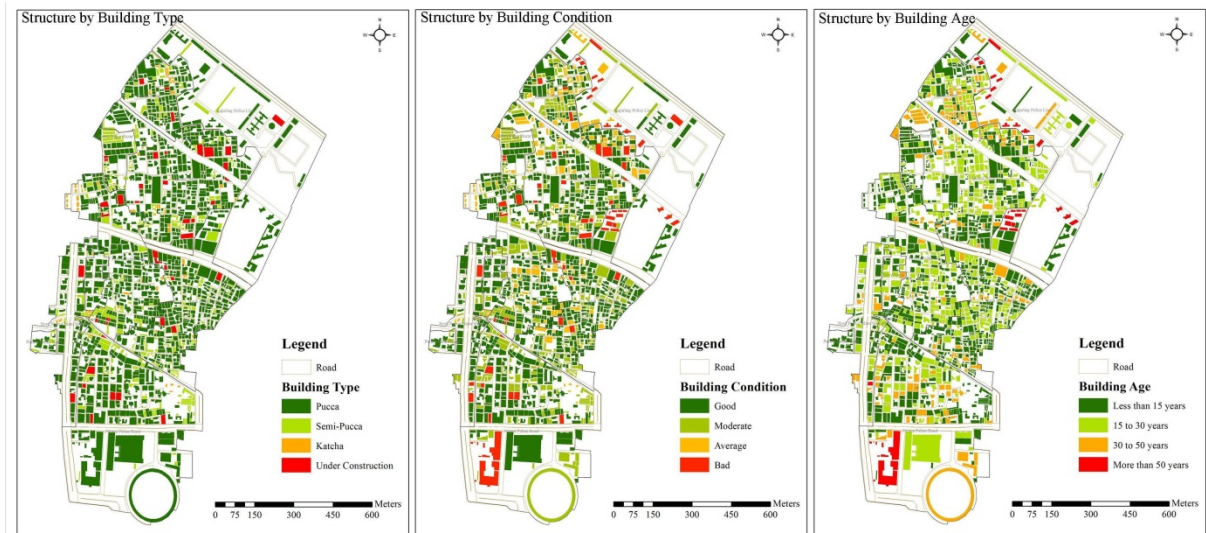 Structure by Building Type
N
W E
S
Legend
Road
Building Type
Pucca
Semi-Pucca
Katcha
Under Construction
Meters
0 75 150 300 450 600
Structure by Building Condition
N
W E
S
Legend
Road
Building Condition
Good
Moderate
Average
Bad
Meters
0 75 150 300 450 600
Structure by Building Age
N
W E
S
Legend
Road
Building Age
Less than 15 years
15 to 30 years
30 to 50 years
More than 50 years
Meters
0 75 150 300 450 600